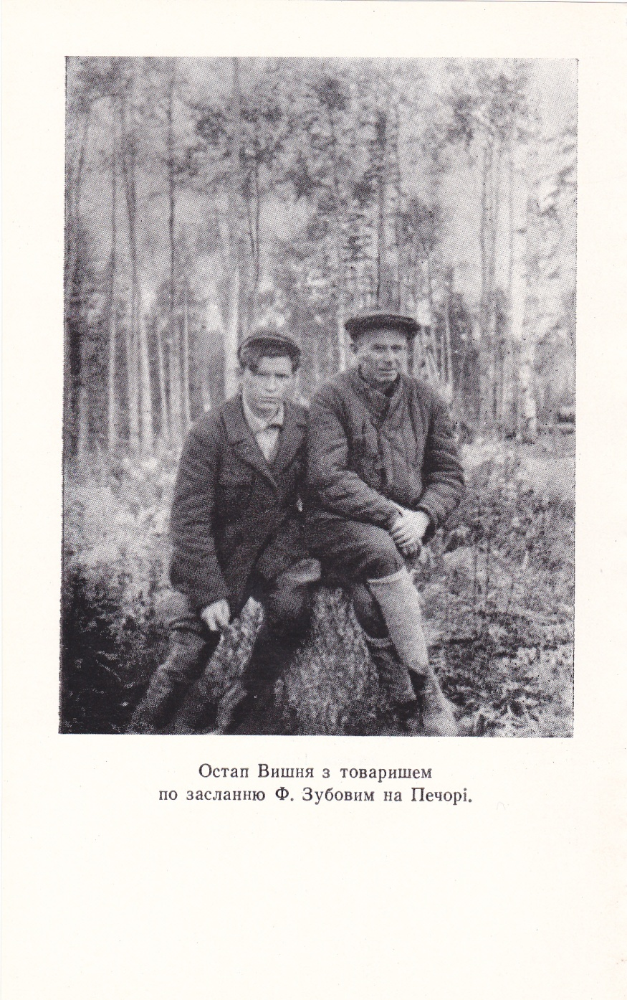 Остап Вишня з товаришем
по засланню Ф. Зубовим на Печорі.